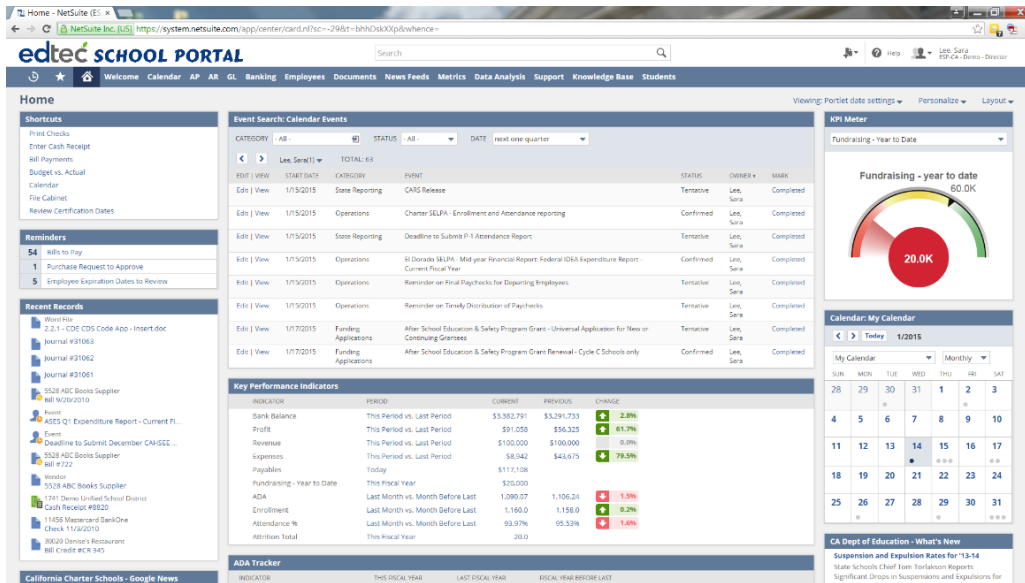 Home - NetSuite (ES
NetSuite Inc. [US] https://system.netsuite.com/app/center/card.nl?sc=-29&t=bhhDskXXp&whence=
edtec SCHOOL PORTAL
Search
Help
Lee, Sara
ESP-CA - Demo - Director
Welcome Calendar AP AR GL Banking Employees Documents News Feeds Metrics Data Analysis Support Knowledge Base Students
Home
Viewing: Portlet date settings Personalize Layout
Shortcuts
Print Checks
Enter Cash Receipt
Bill Payments
Budget vs. Actual
Calendar
File Cabinet
Review Certification Dates
Reminders
54 Bills to Pay
1 Purchase Request to Approve
5 Employee Expiration Dates to Review
Recent Records
Word File
2.2.1 - CDE CDS Code App - Insert.doc
Journal #31063
Journal #31062
Journal #31061
5528 ABC Books Supplier
Bill 9/20/2010
Event
ASES Q1 Expenditure Report - Current Fi...
Event
Deadline to Submit December CAHSEE ...
5528 ABC Books Supplier
Bill #722
Vendor
5528 ABC Books Supplier
1741 Demo Unified School District
Cash Receipt #8820
11456 Mastercard BankOne
Check 11/3/2010
30020 Denise's Restaurant
Bill Credit #CR 345
California Charter Schools - Google News
Event Search: Calendar Events
CATEGORY - All - STATUS - All - DATE next one quarter
Lee, Sara(1) TOTAL: 63
EDIT | VIEW START DATE CATEGORY EVENT STATUS OWNER MARK
Edit | View 1/15/2015 State Reporting CARS Release Tentative Lee, Sara Completed
Edit | View 1/15/2015 Operations Charter SELPA - Enrollment and Attendance reporting Confirmed Lee, Sara Completed
Edit | View 1/15/2015 State Reporting Deadline to Submit P-1 Attendance Report Tentative Lee, Sara Completed
Edit | View 1/15/2015 Operations El Dorado SELPA - Mid-year Financial Report: Federal IDEA Expenditure Report - Current Fiscal Year Confirmed Lee, Sara Completed
Edit | View 1/15/2015 Operations Reminder on Final Paychecks for Departing Employees Tentative Lee, Sara Completed
Edit | View 1/15/2015 Operations Reminder on Timely Distribution of Paychecks Tentative Lee, Sara Completed
Edit | View 1/17/2015 Funding Applications After School Education & Safety Program Grant - Universal Application for New or Continuing Grantees Tentative Lee, Sara Completed
Edit | View 1/17/2015 Funding Applications After School Education & Safety Program Grant Renewal - Cycle C Schools only Confirmed Lee, Sara Completed
Key Performance Indicators
INDICATOR PERIOD CURRENT PREVIOUS CHANGE
Bank Balance This Period vs. Last Period $3,382,791 $3,291,733 2.8%
Profit This Period vs. Last Period $91,058 $56,325 61.7%
Revenue This Period vs. Last Period $100,000 $100,000 0.0%
Expenses This Period vs. Last Period $8,942 $43,675 79.5%
Payables Today $117,108
Fundraising - Year to Date This Fiscal Year $20,000
ADA Last Month vs. Month Before Last 1,090.07 1,106.24 1.5%
Enrollment Last Month vs. Month Before Last 1,160.0 1,158.0 0.2%
Attendance % Last Month vs. Month Before Last 93.97% 95.53% 1.6%
Attrition Total This Fiscal Year 20.0
ADA Tracker
INDICATOR THIS FISCAL YEAR LAST FISCAL YEAR FISCAL YEAR BEFORE LAST
KPI Meter
Fundraising - Year to Date
Fundraising - year to date
60.0K
20.0K
Calendar: My Calendar
Today 1/2015
My Calendar Monthly
SUN MON TUE WED THU FRI SAT
28 29 30 31 1 2 3
4 5 6 7 8 9 10
11 12 13 14 15 16 17
18 19 20 21 22 23 24
25 26 27 28 29 30 31
CA Dept of Education - What's New
Suspension and Expulsion Rates for '13-14
State Schools Chief Tom Torlakson Reports
Significant Drops in Suspensions and Expulsions for